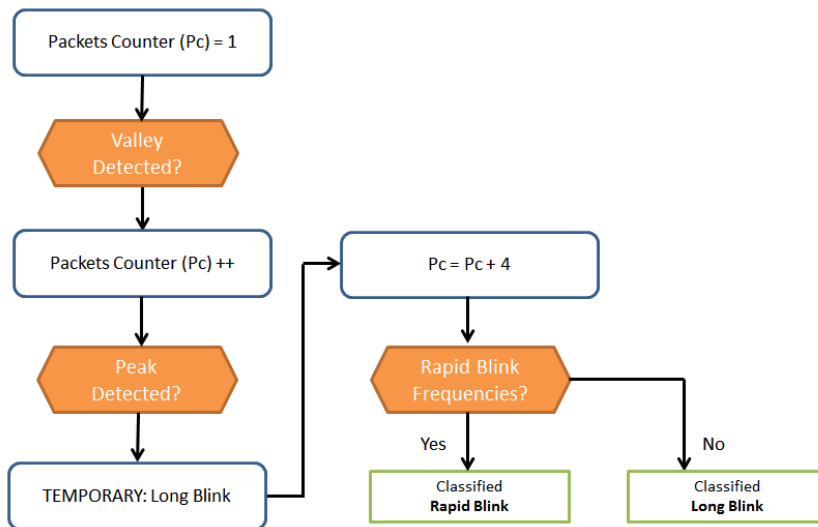 Packets Counter (Pc) = 1
Valley
Detected?
Packets Counter (Pc) ++
Peak
Detected?
TEMPORARY: Long Blink
Pc = Pc + 4
Rapid Blink
Frequencies?
Yes
No
Classified
Rapid Blink
Classified
Long Blink